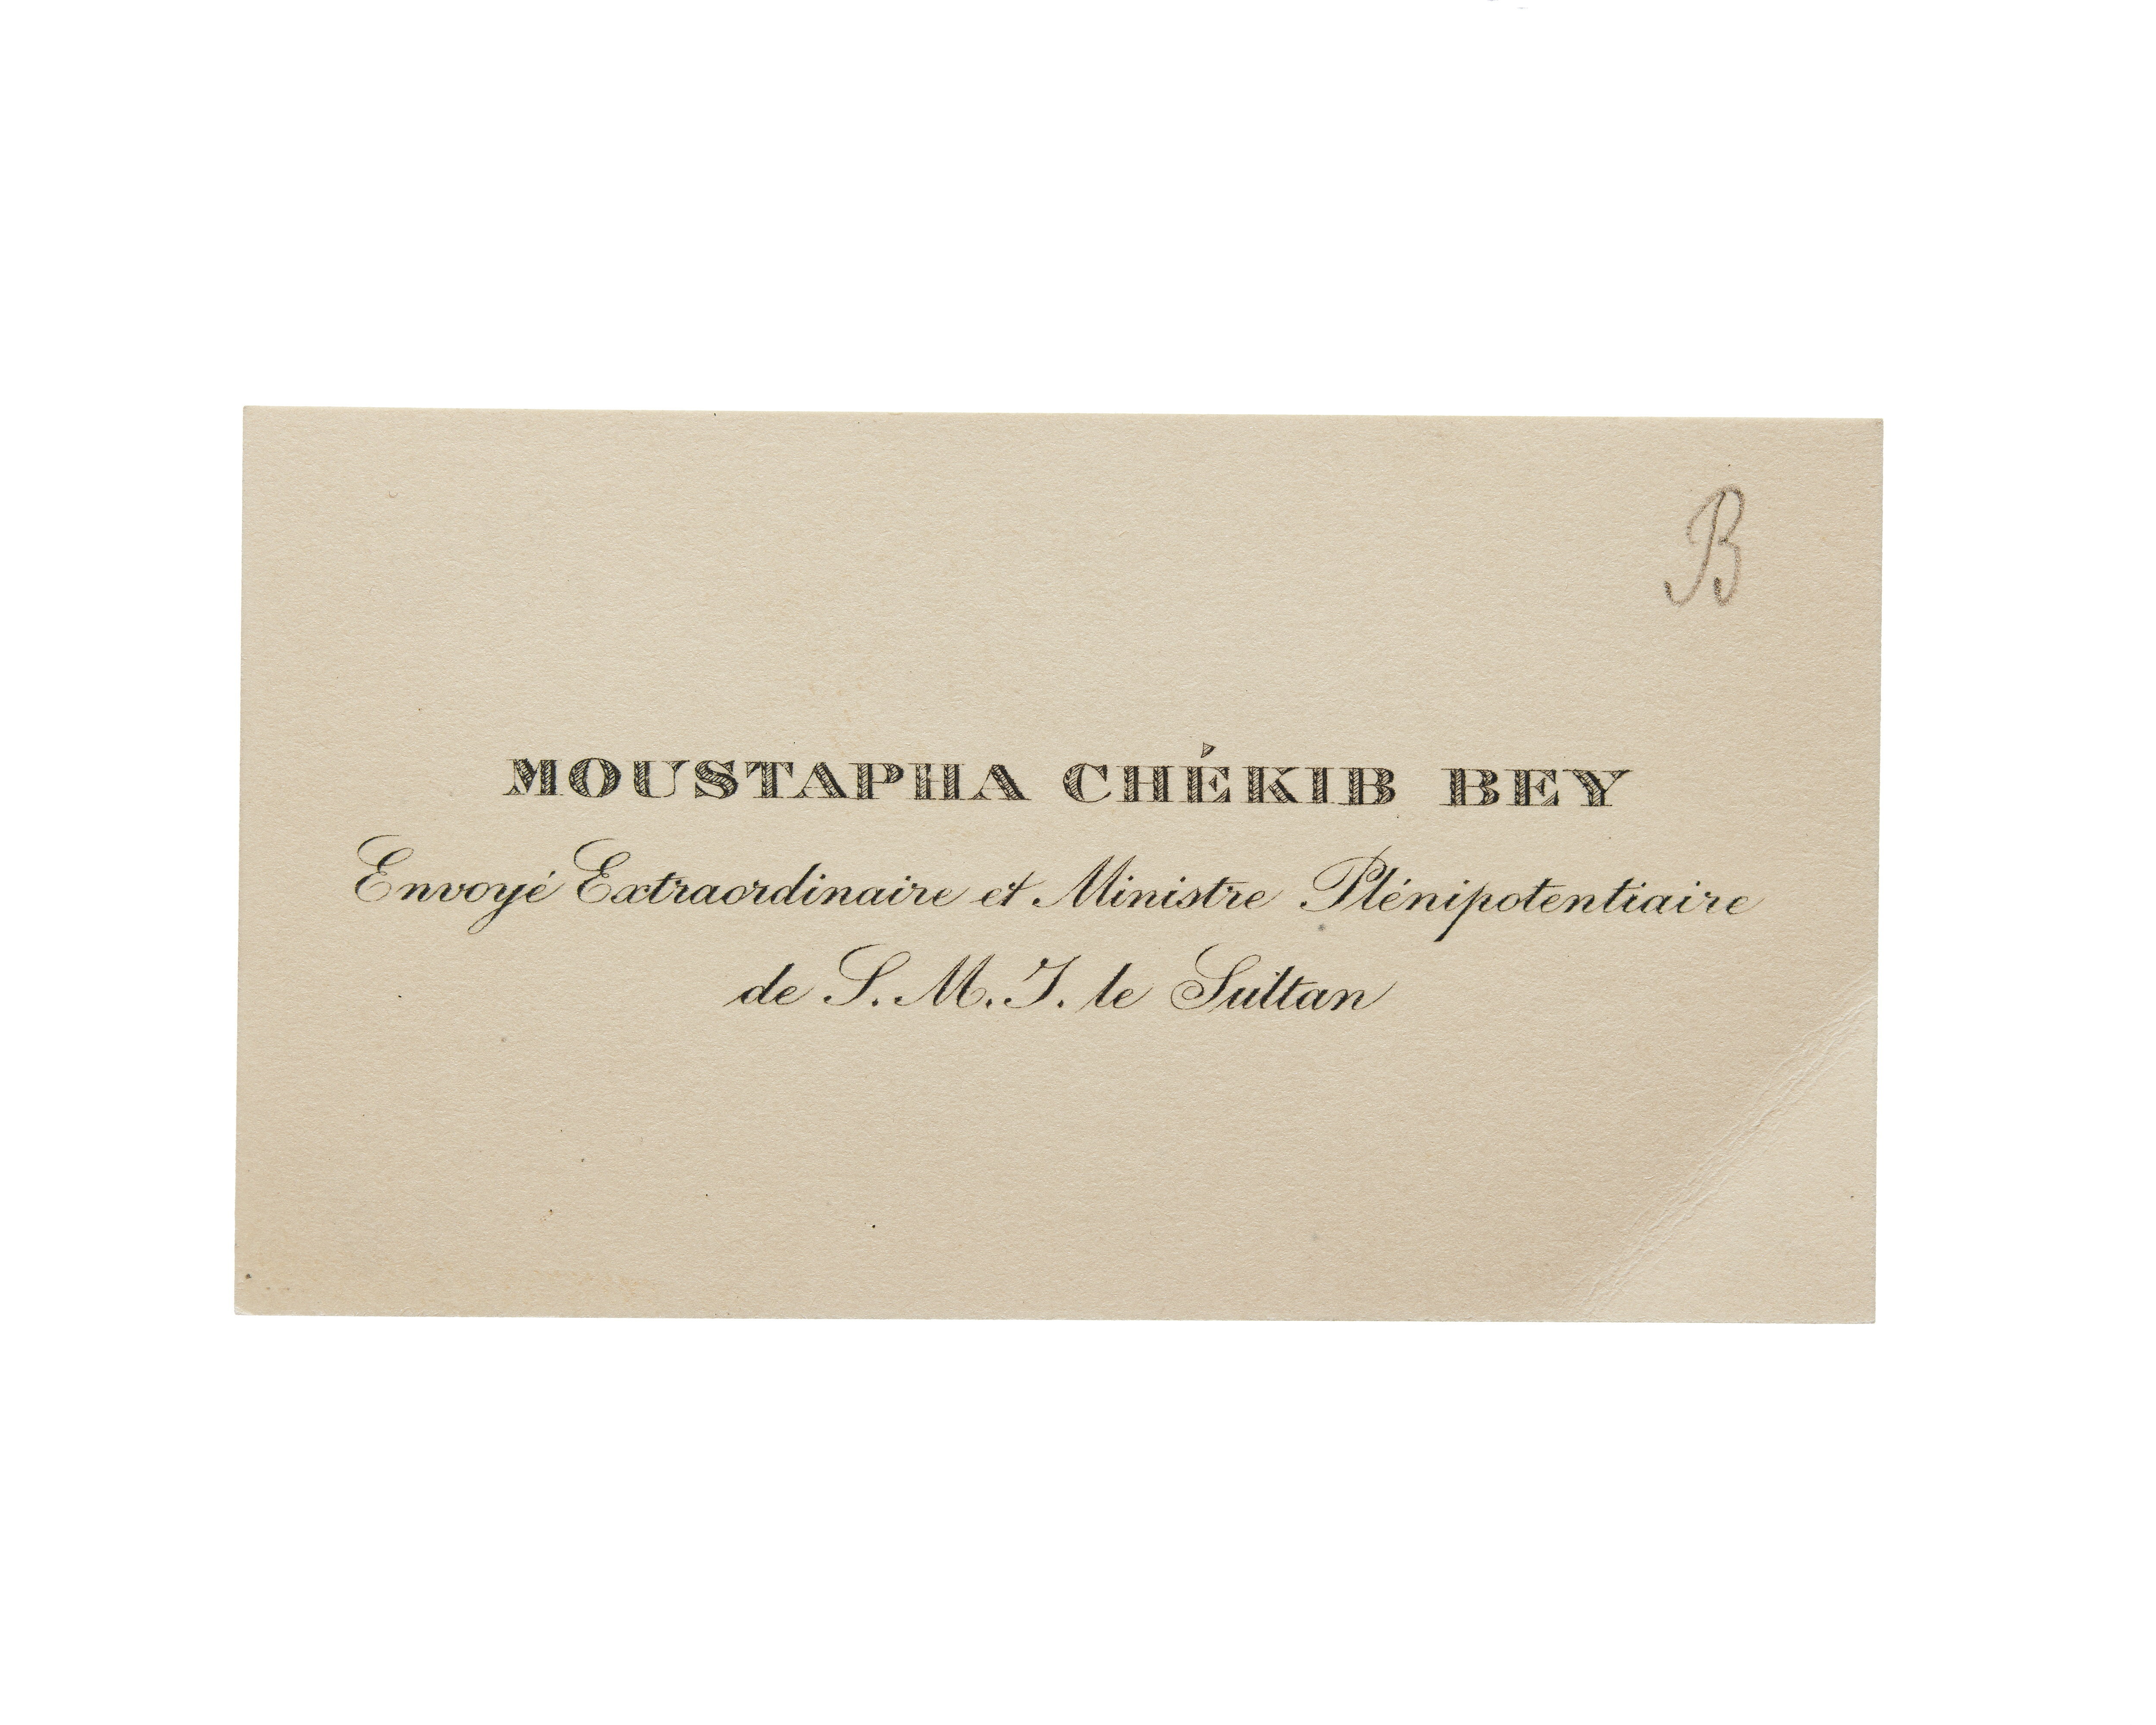 B
MOUSTAPHA CHÉKIB BEY
Envoyé Extraordinaire et Ministre Plénipotentiaire
de S. M. I. le Sultan